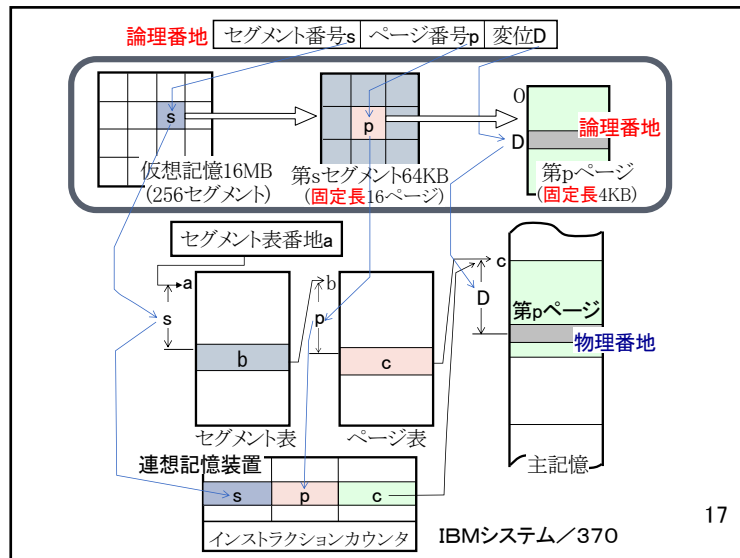 論理番地 セグメント番号s ページ番号p 変位D
s
p
O
D
論理番地
仮想記憶16MB
(256セグメント)
第sセグメント64KB
(固定長16ページ)
第pページ
(固定長4KB)
セグメント表番地a
a
s
b
セグメント表
b
p
c
ページ表
c
D
第pページ
物理番地
主記憶
連想記憶装置
s p c
インストラクションカウンタ
IBMシステム/370
17